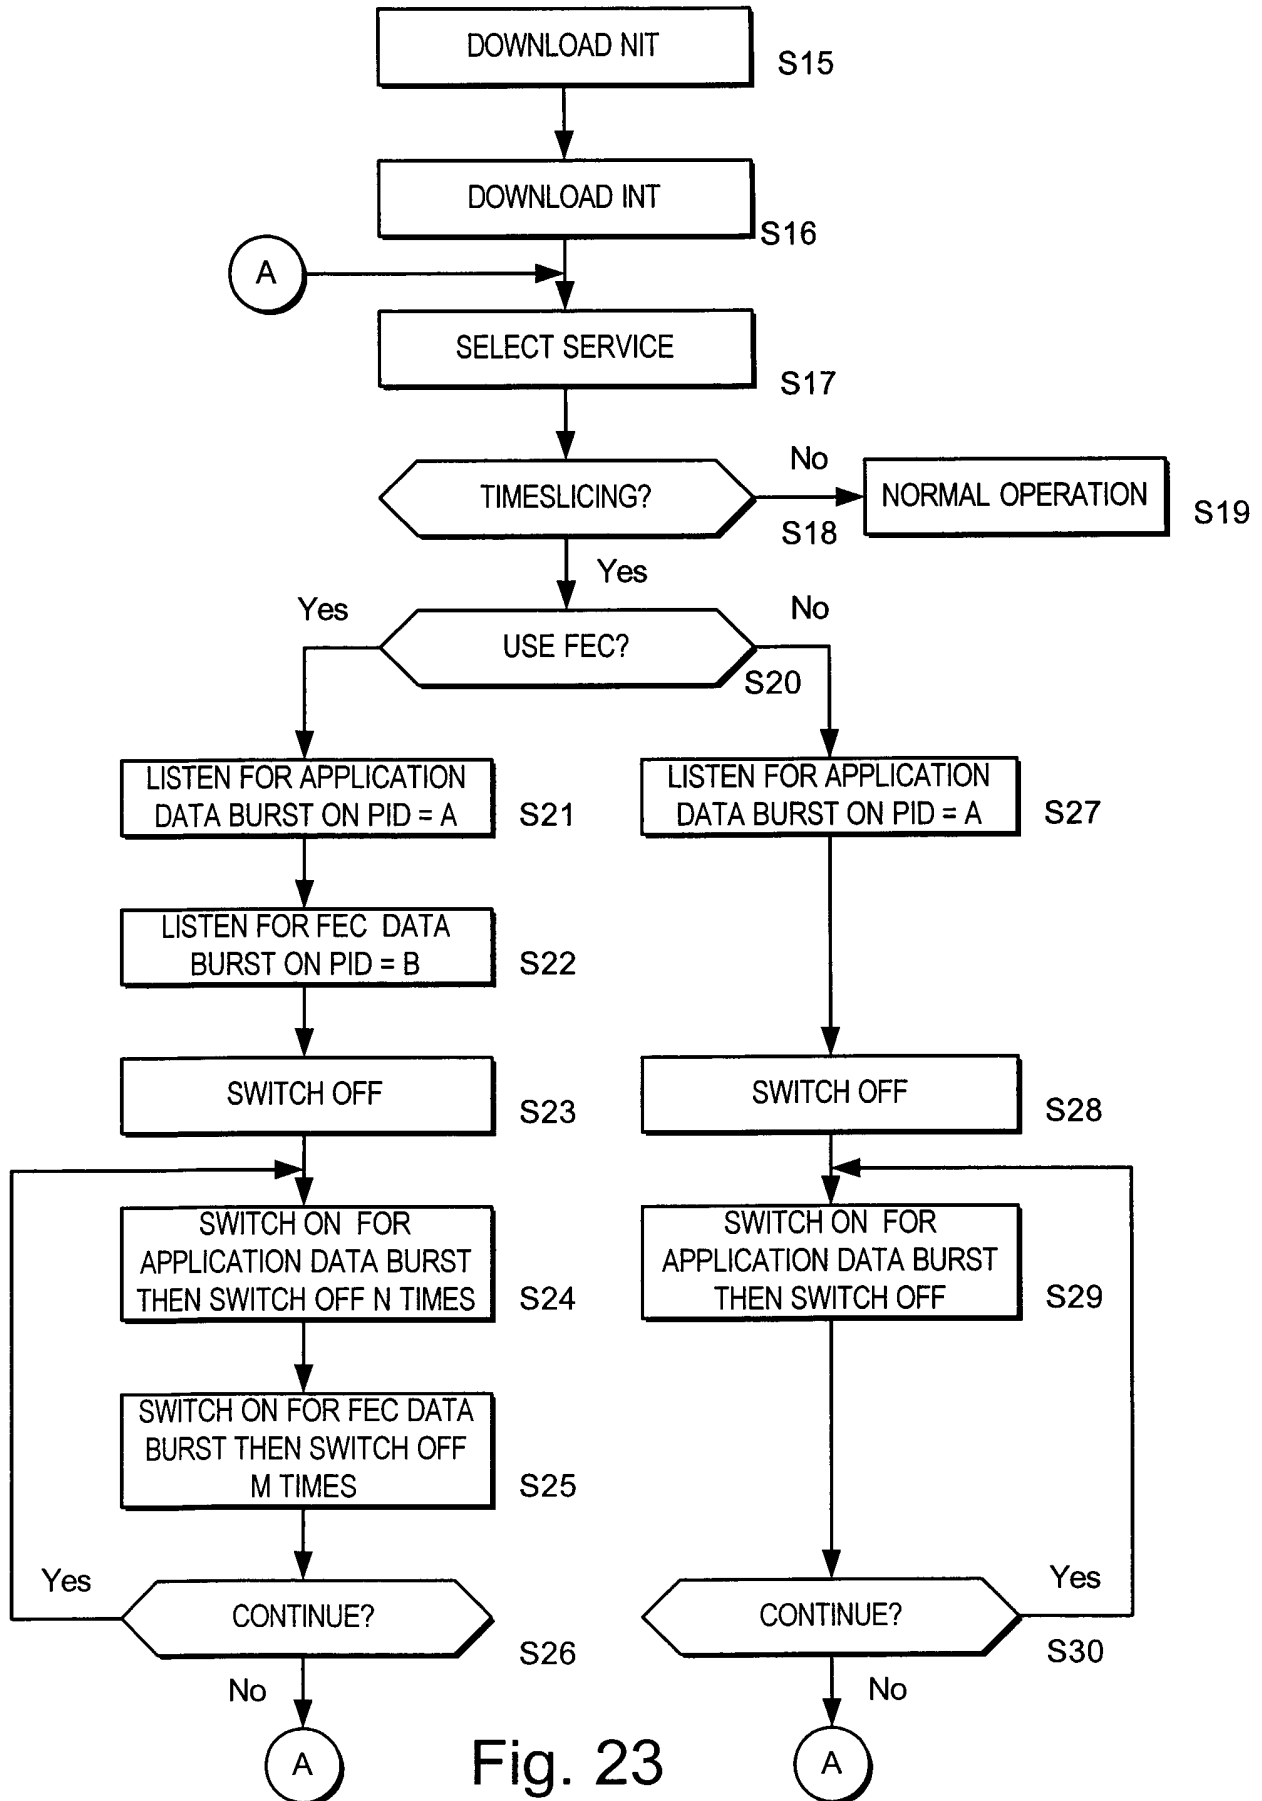 DOWNLOAD NIT
S15
DOWNLOAD INT
S16
A
SELECT SERVICE
S17
TIMESLICING?
No
S18
NORMAL OPERATION
S19
Yes
USE FEC?
S20
Yes
No
LISTEN FOR APPLICATION
DATA BURST ON PID = A
S21
LISTEN FOR APPLICATION
DATA BURST ON PID = A
S27
LISTEN FOR FEC DATA
BURST ON PID = B
S22
SWITCH OFF
S23
SWITCH OFF
S28
SWITCH ON FOR
APPLICATION DATA BURST
THEN SWITCH OFF N TIMES
S24
SWITCH ON FOR
APPLICATION DATA BURST
THEN SWITCH OFF
S29
SWITCH ON FOR FEC DATA
BURST THEN SWITCH OFF
M TIMES
S25
Yes
CONTINUE?
S26
No
A
CONTINUE?
Yes
S30
No
A
Fig. 23